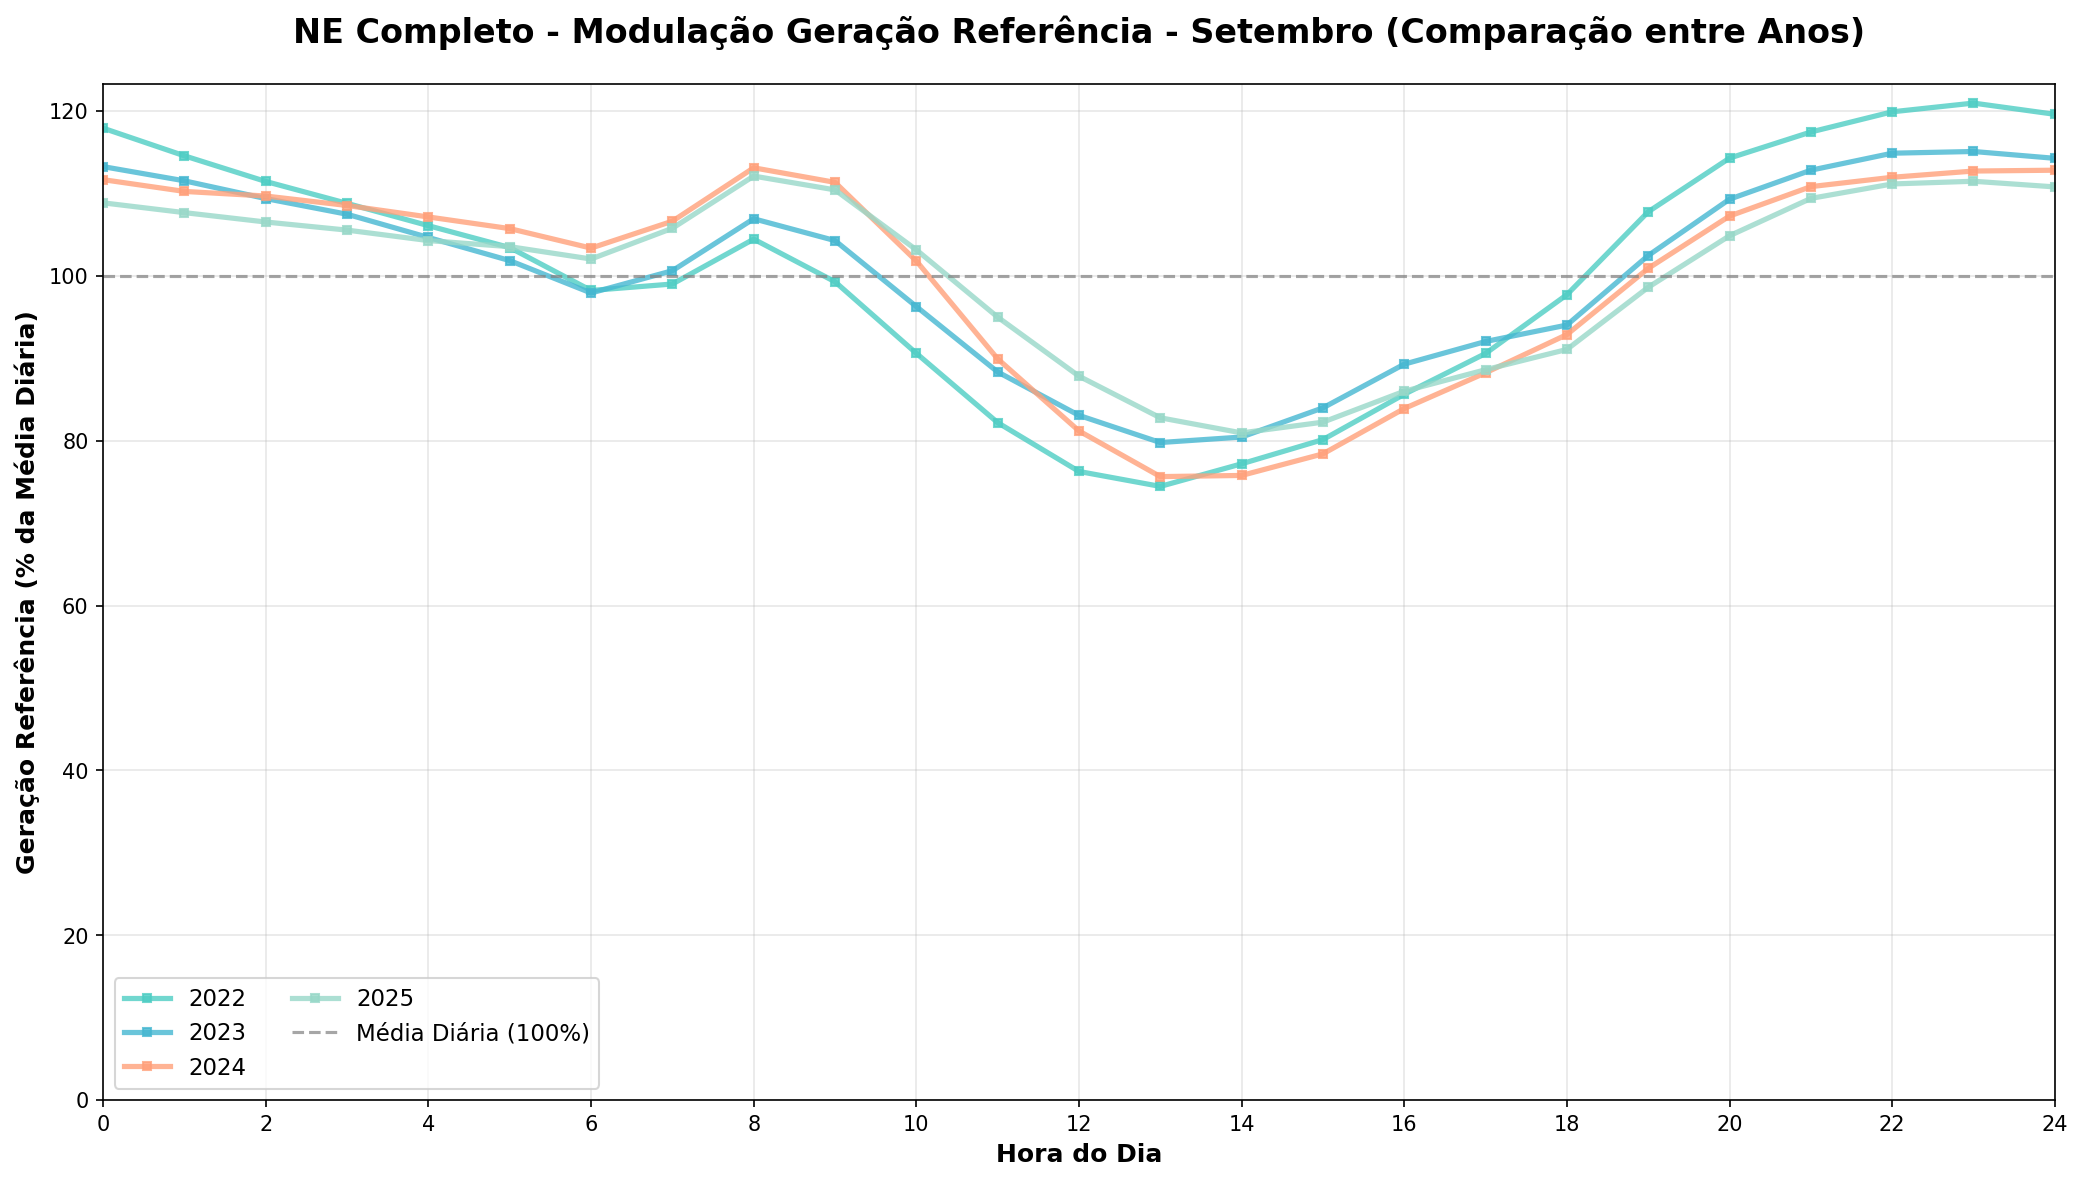 NE Completo - Modulação Geração Referência - Setembro (Comparação entre Anos)
Geração Referência (% da Média Diária)
120
100
80
60
40
20
0
2022
2023
2024
2025
Média Diária (100%)
0 2 4 6 8 10 12 14 16 18 20 22 24
Hora do Dia